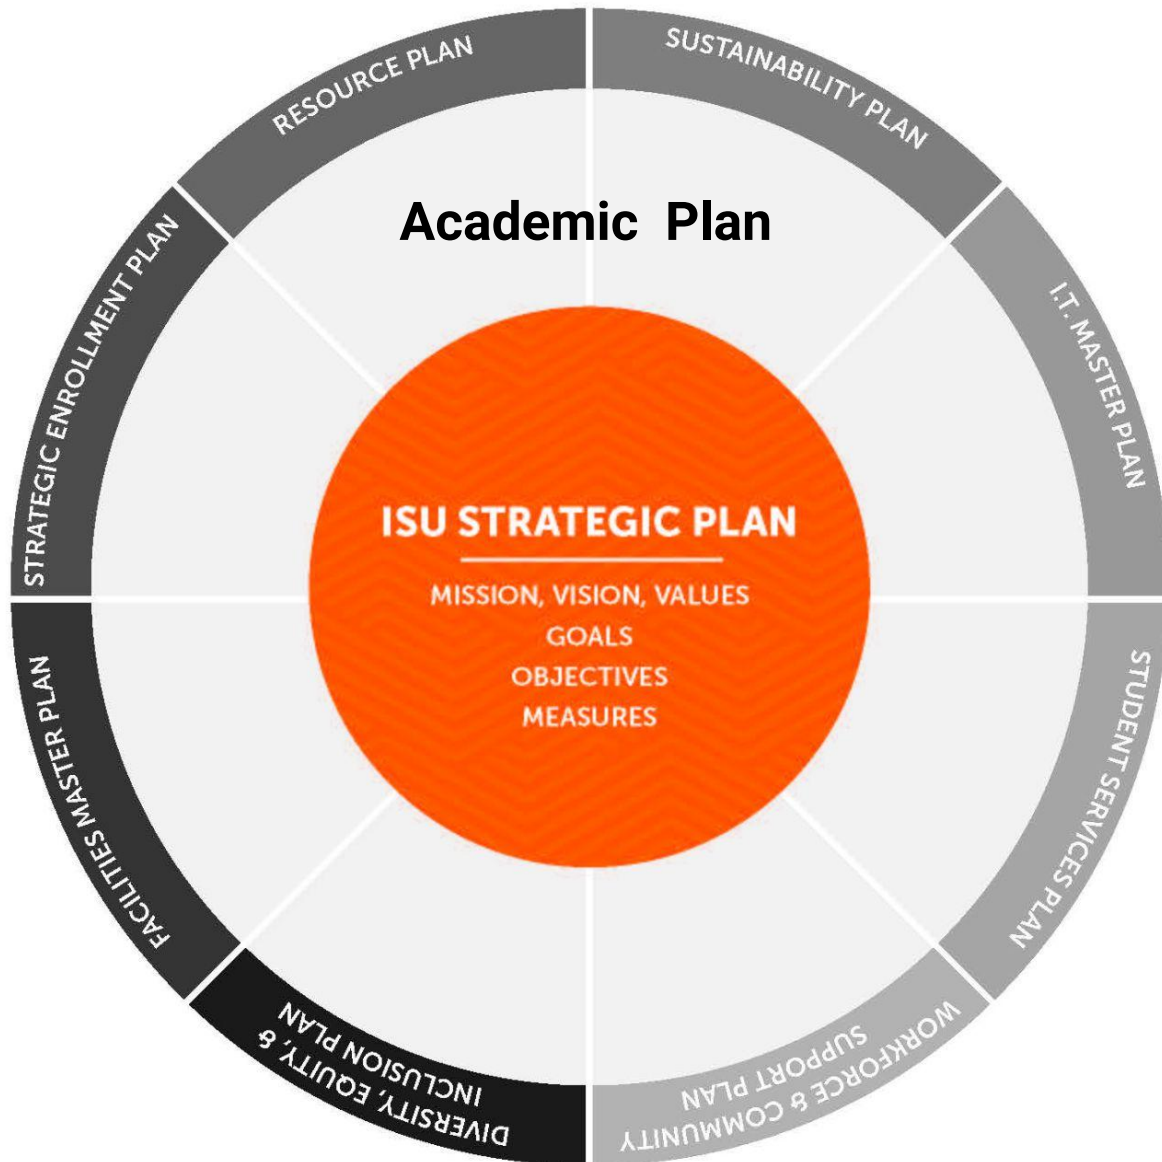 RESOURCE PLAN
SUSTAINABILITY PLAN
I.T. MASTER PLAN
STUDENT SERVICES PLAN
WORKFORCE & COMMUNITY
SUPPORT PLAN
DIVERSITY, EQUITY, &
INCLUSION PLAN
FACILITIES MASTER PLAN
STRATEGIC ENROLLMENT PLAN
Academic Plan
ISU STRATEGIC PLAN
MISSION, VISION, VALUES
GOALS
OBJECTIVES
MEASURES